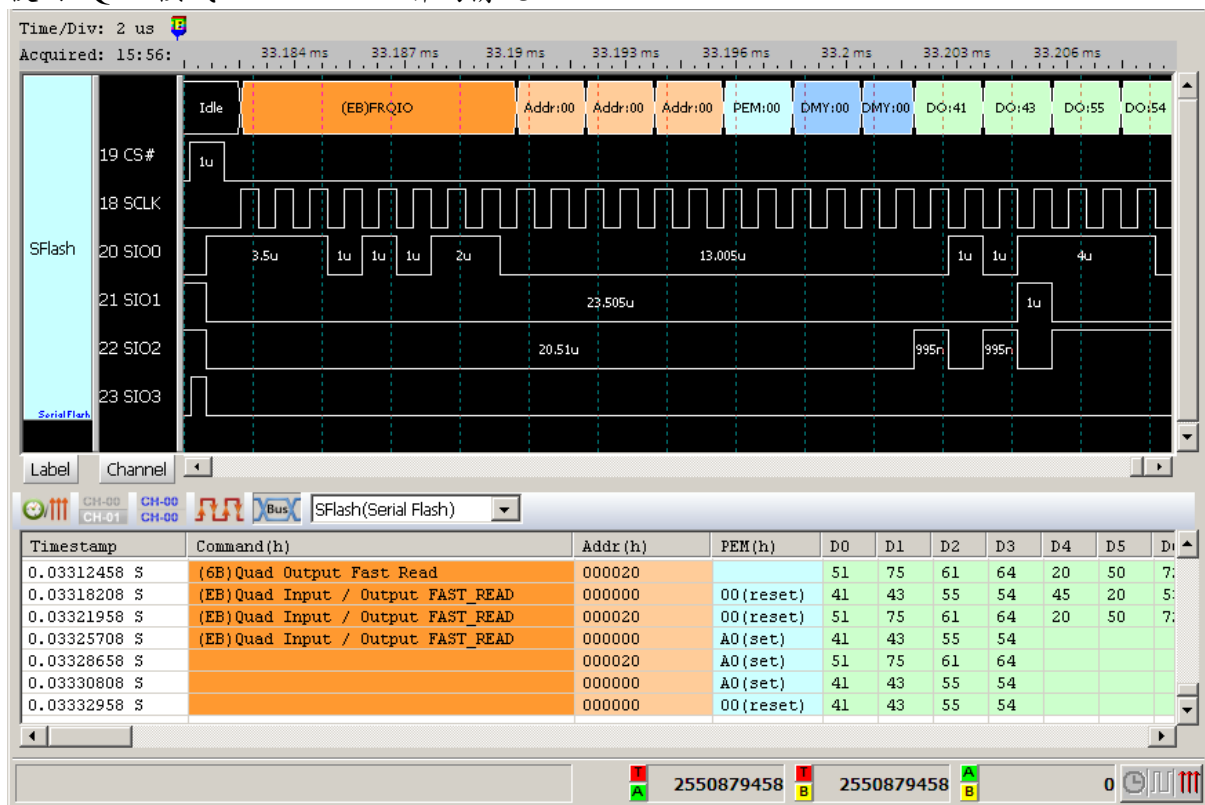 Time/Div: 2 us
Acquired: 15:56: 33.184 ms 33.187 ms 33.19 ms 33.193 ms 33.196 ms 33.2 ms 33.203 ms 33.206 ms
Idle (EB)FRQIO Addr:00 Addr:00 Addr:00 PEM:00 DMY:00 DMY:00 DO:41 DO:43 DO:55 DO:54
19 CS# 1u
18 SCLK
SFlash 20 SIO0 3.5u 1u 1u 1u 2u 13.005u 1u 1u 4u
21 SIO1 23.505u 1u
22 SIO2 20.51u 995n 995n
23 SIO3
Serial Flash
Label Channel
CH-00 CH-01 CH-00 CH-00 Bus SFlash(Serial Flash)
Timestamp Command(h) Addr(h) PEM(h) D0 D1 D2 D3 D4 D5
0.03312458 S (6B)Quad Output Fast Read 000020 51 75 61 64 20 50
0.03318208 S (EB)Quad Input / Output FAST_READ 000000 00(reset) 41 43 55 54 45 20
0.03321958 S (EB)Quad Input / Output FAST_READ 000020 00(reset) 51 75 61 64 20 50
0.03325708 S (EB)Quad Input / Output FAST_READ 000000 A0(set) 41 43 55 54
0.03328658 S 000020 A0(set) 51 75 61 64
0.03330808 S 000000 A0(set) 41 43 55 54
0.03332958 S 000000 00(reset) 41 43 55 54
T A 2550879458 T B 2550879458 A B 0